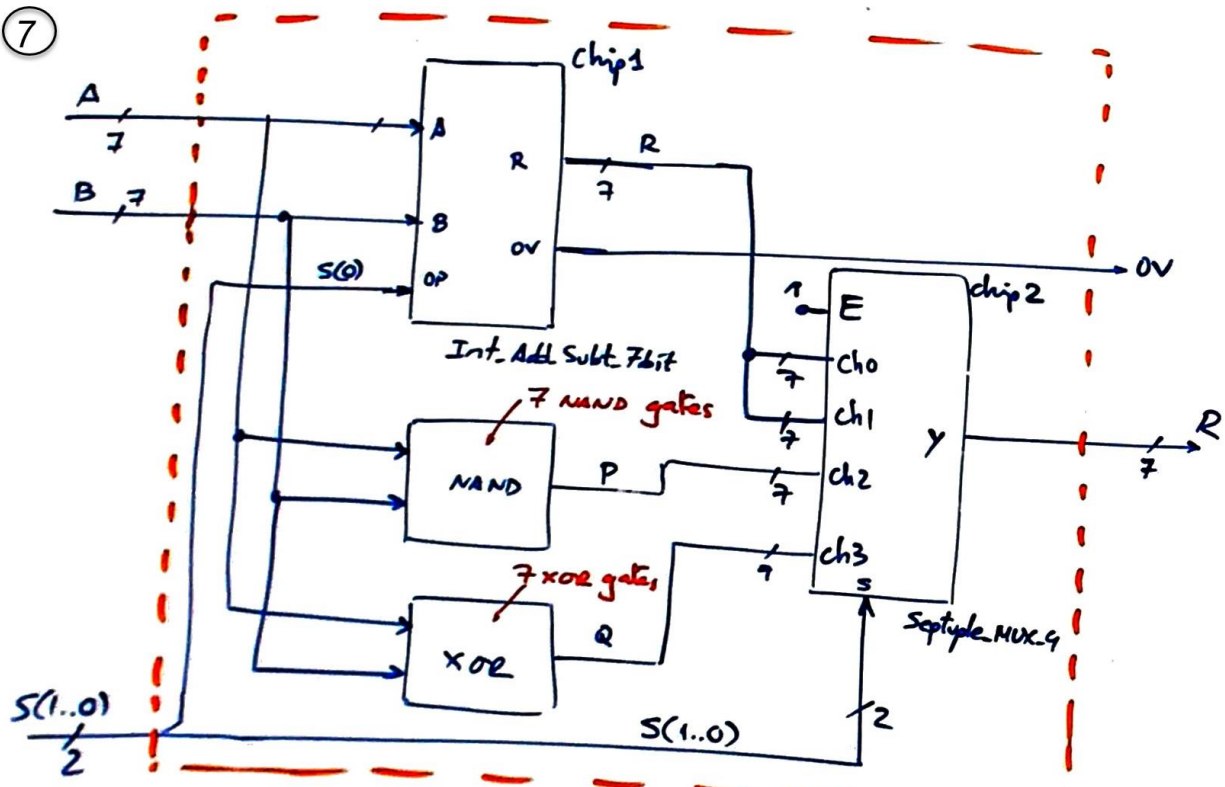 7
Chip1
A
7
A
R
R
7
B
7
B
OV
OV
S(0)
OP
Int_Add_Subt_7bit
1
E
chip2
7
ch0
7
ch1
7 NAND gates
NAND
P
7
ch2
Y
R
7
7 XOR gates
XOR
Q
9
ch3
S
Septuple_MUX_4
S(1..0)
2
S(1..0)
2